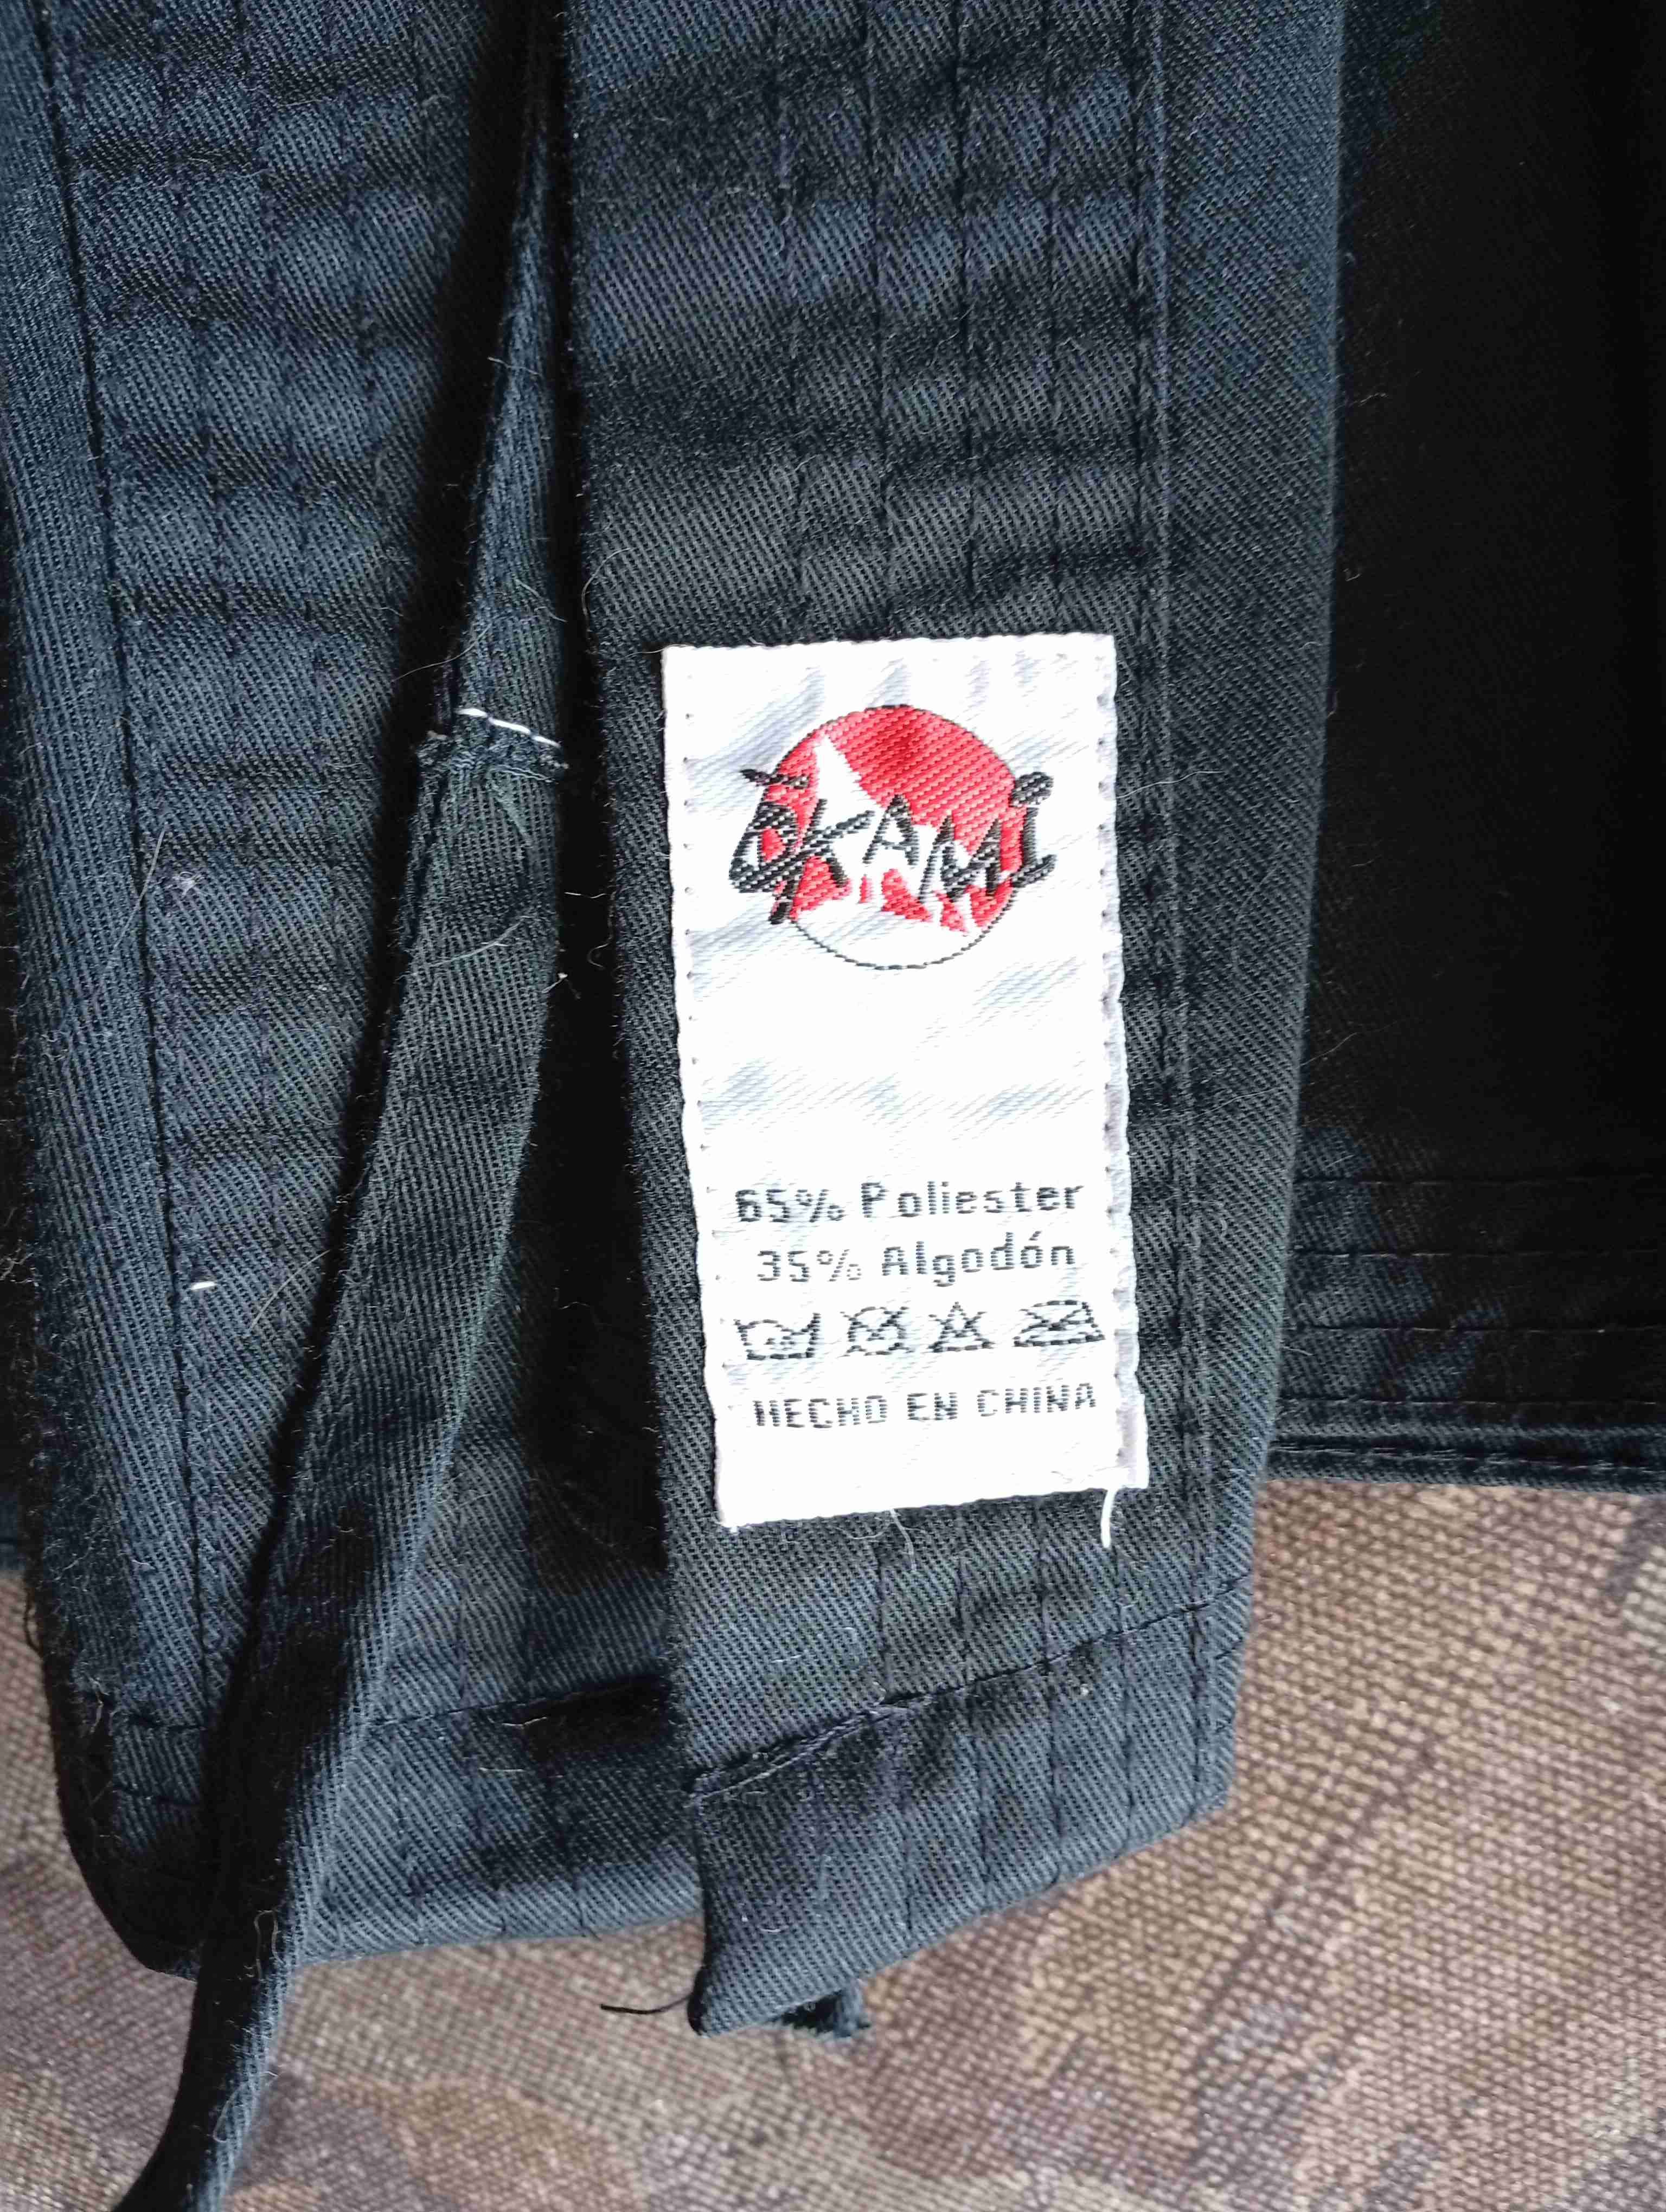 OKAMI
65% Poliester
35% Algodón
HECHO EN CHINA